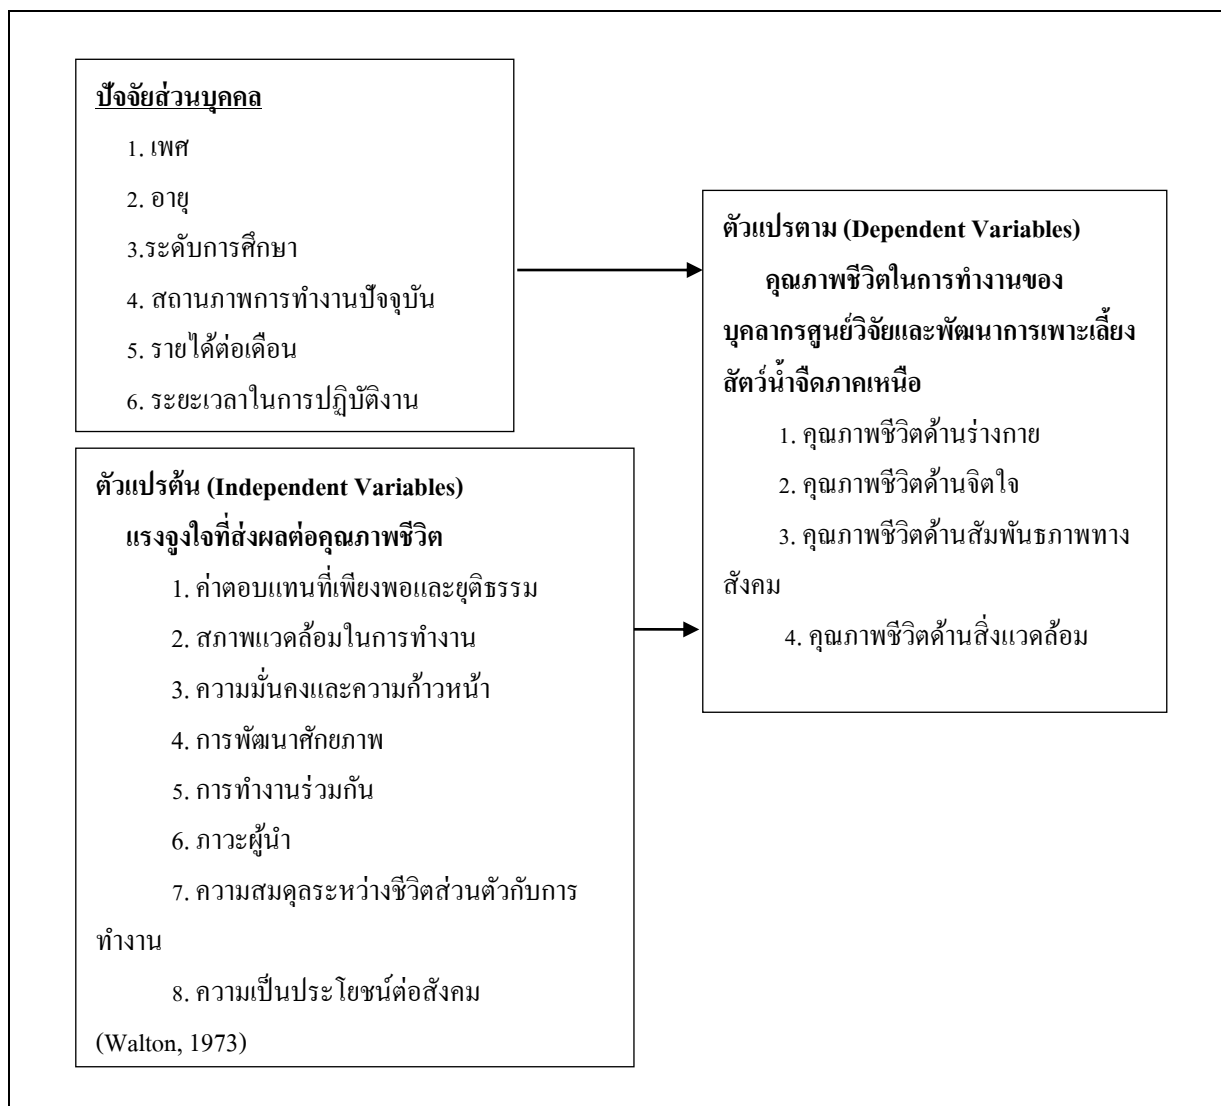 ปัจจัยส่วนบุคคล
1. เพศ
2. อายุ
3.ระดับการศึกษา
4. สถานภาพการทำงานปัจจุบัน
5. รายได้ต่อเดือน
6. ระยะเวลาในการปฏิบัติงาน
ตัวแปรต้น (Independent Variables)
แรงจูงใจที่ส่งผลต่อคุณภาพชีวิต
1. ค่าตอบแทนที่เพียงพอและยุติธรรม
2. สภาพแวดล้อมในการทำงาน
3. ความมั่นคงและความก้าวหน้า
4. การพัฒนาศักยภาพ
5. การทำงานร่วมกัน
6. ภาวะผู้นำ
7. ความสมดุลระหว่างชีวิตส่วนตัวกับการ
ทำงาน
8. ความเป็นประโยชน์ต่อสังคม
(Walton, 1973)
ตัวแปรตาม (Dependent Variables)
คุณภาพชีวิตในการทำงานของ
บุคลากรศูนย์วิจัยและพัฒนาการเพาะเลี้ยง
สัตว์น้ำจืดภาคเหนือ
1. คุณภาพชีวิตด้านร่างกาย
2. คุณภาพชีวิตด้านจิตใจ
3. คุณภาพชีวิตด้านสัมพันธภาพทาง
สังคม
4. คุณภาพชีวิตด้านสิ่งแวดล้อม